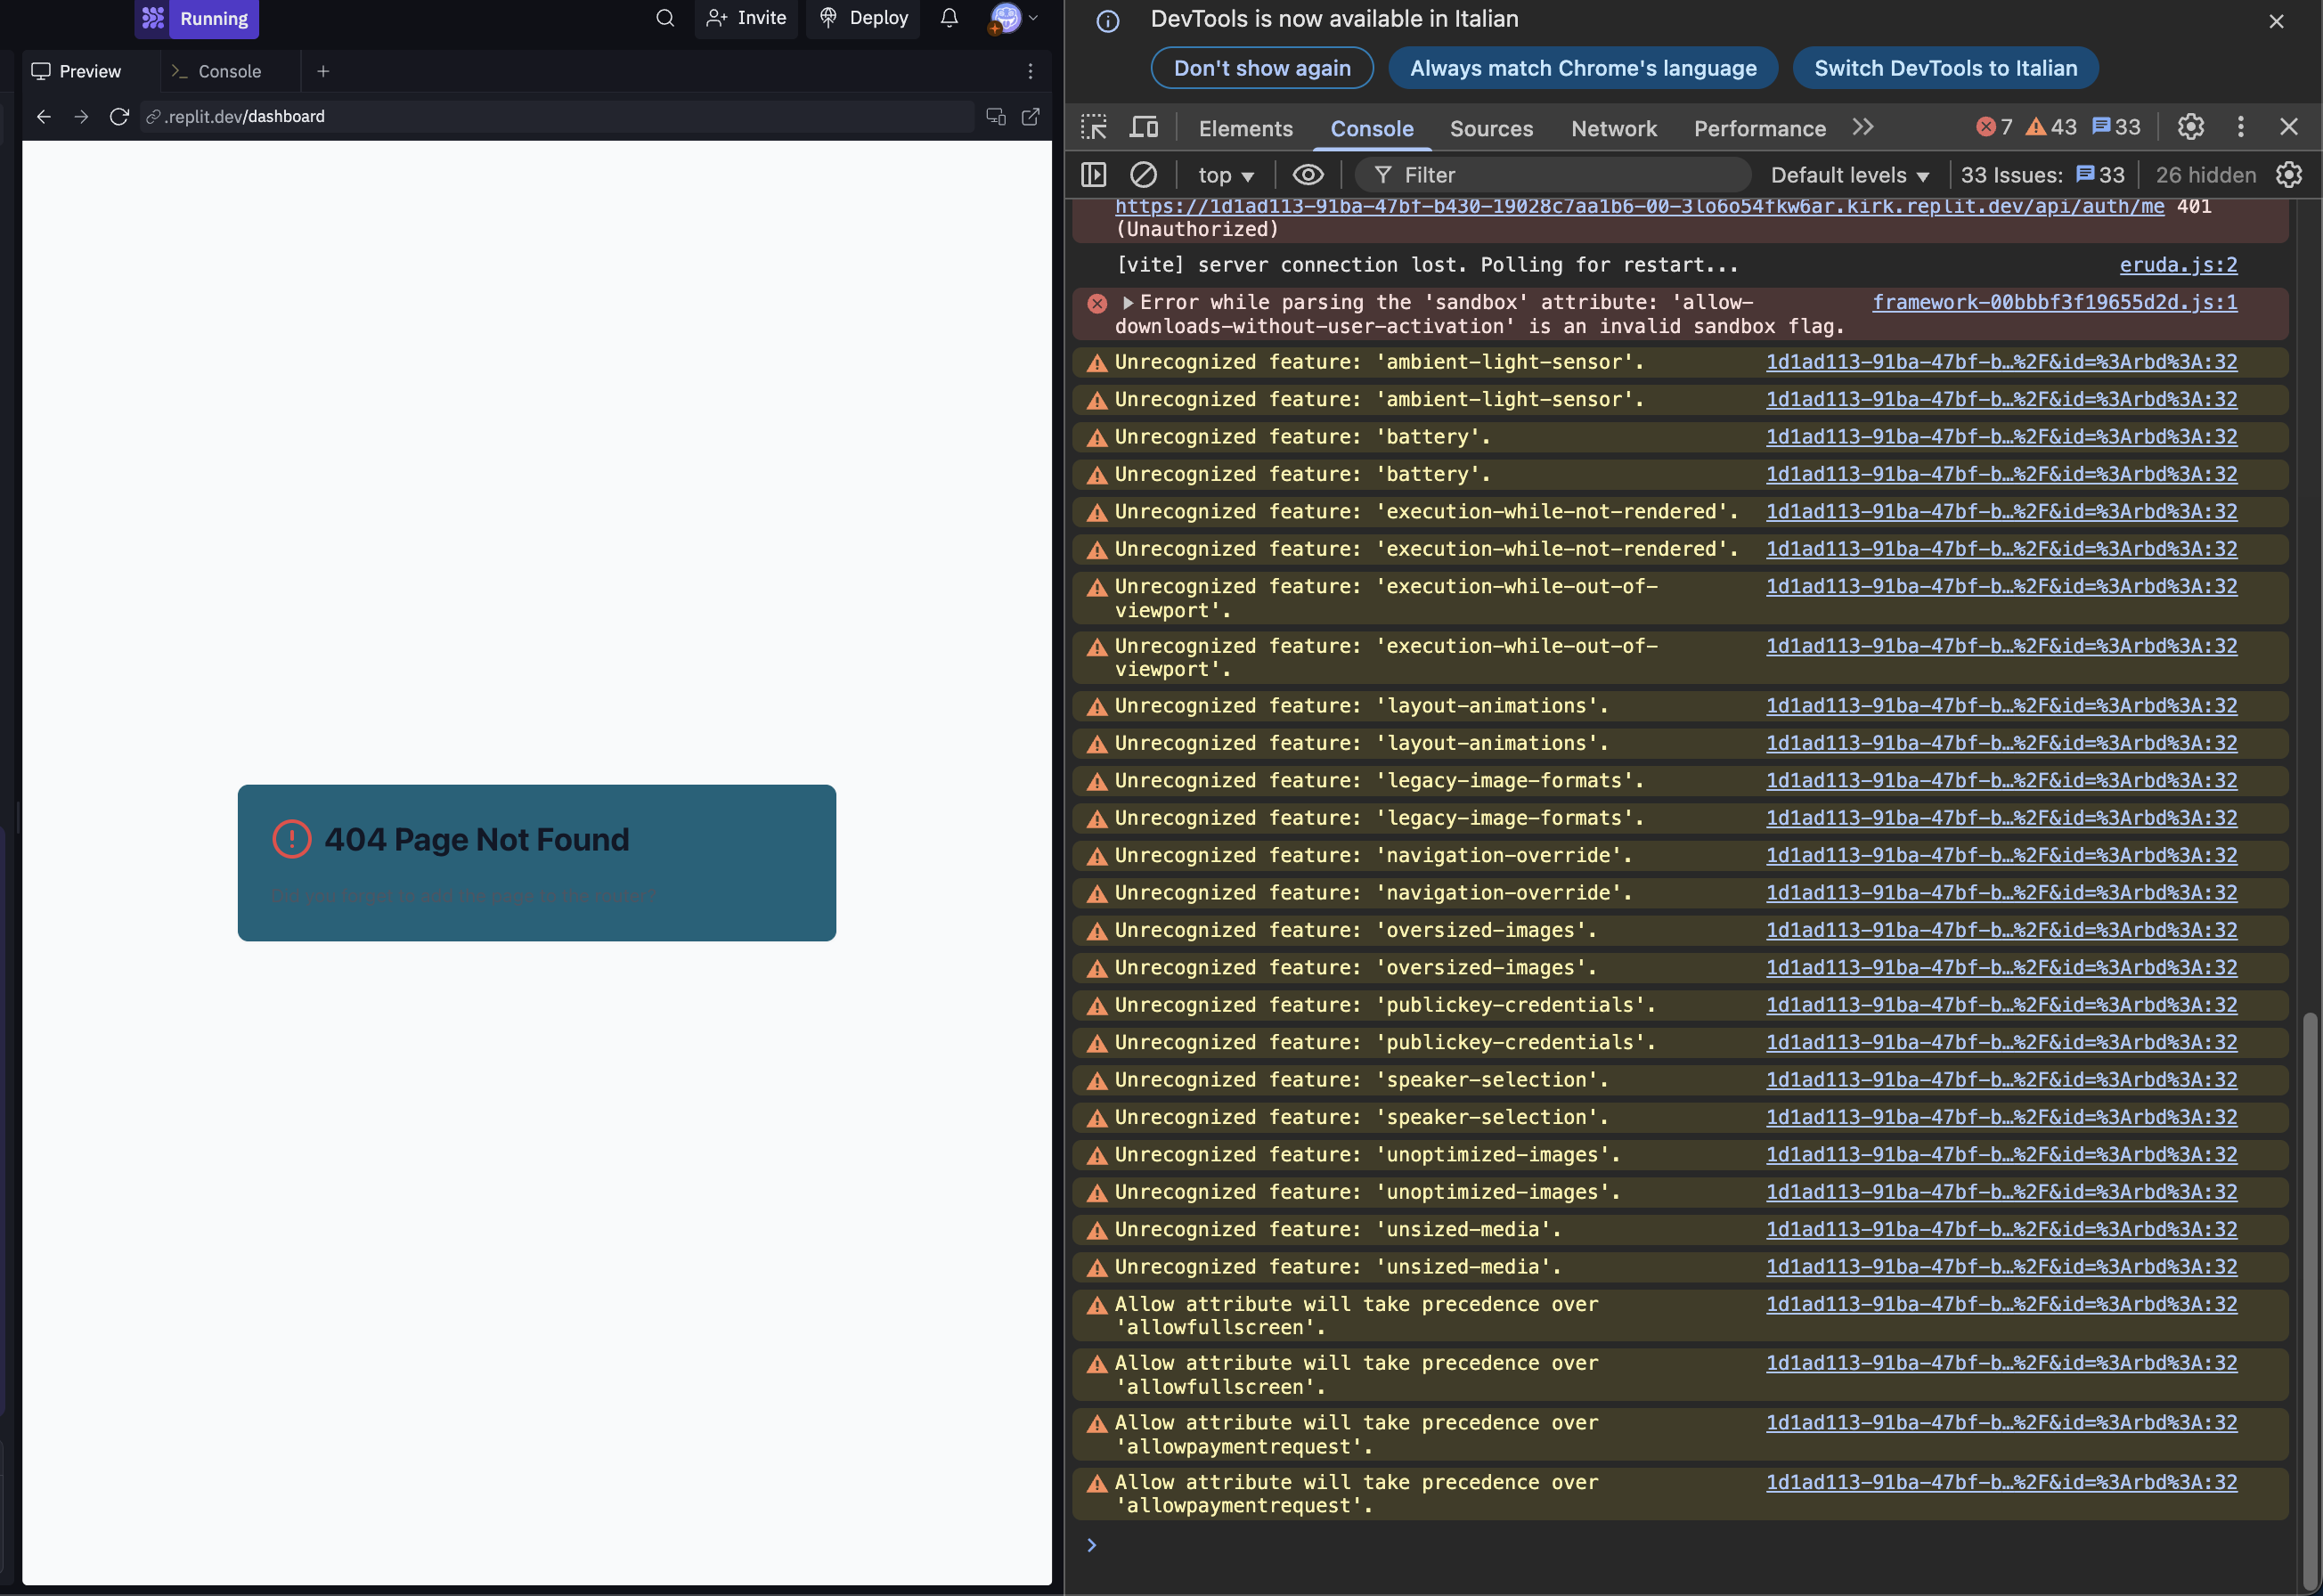 Running
Invite
Deploy
Preview
Console
.replit.dev/dashboard
404 Page Not Found
Did you forget to add the page to the router?
DevTools is now available in Italian
Don't show again
Always match Chrome's language
Switch DevTools to Italian
Elements
Console
Sources
Network
Performance
7
43
33
top
Filter
Default levels
33 Issues:
33
26 hidden
https://1d1ad113-91ba-47bf-b430-19028c7aa1b6-00-3lo6o54fkw6ar.kirk.replit.dev/api/auth/me 401
(Unauthorized)
[vite] server connection lost. Polling for restart... eruda.js:2
Error while parsing the 'sandbox' attribute: 'allow- framework-00bbbf3f19655d2d.js:1
downloads-without-user-activation' is an invalid sandbox flag.
Unrecognized feature: 'ambient-light-sensor'. 1d1ad113-91ba-47bf-b…%2F&id=%3Arbd%3A:32
Unrecognized feature: 'ambient-light-sensor'. 1d1ad113-91ba-47bf-b…%2F&id=%3Arbd%3A:32
Unrecognized feature: 'battery'. 1d1ad113-91ba-47bf-b…%2F&id=%3Arbd%3A:32
Unrecognized feature: 'battery'. 1d1ad113-91ba-47bf-b…%2F&id=%3Arbd%3A:32
Unrecognized feature: 'execution-while-not-rendered'. 1d1ad113-91ba-47bf-b…%2F&id=%3Arbd%3A:32
Unrecognized feature: 'execution-while-not-rendered'. 1d1ad113-91ba-47bf-b…%2F&id=%3Arbd%3A:32
Unrecognized feature: 'execution-while-out-of- 1d1ad113-91ba-47bf-b…%2F&id=%3Arbd%3A:32
viewport'.
Unrecognized feature: 'execution-while-out-of- 1d1ad113-91ba-47bf-b…%2F&id=%3Arbd%3A:32
viewport'.
Unrecognized feature: 'layout-animations'. 1d1ad113-91ba-47bf-b…%2F&id=%3Arbd%3A:32
Unrecognized feature: 'layout-animations'. 1d1ad113-91ba-47bf-b…%2F&id=%3Arbd%3A:32
Unrecognized feature: 'legacy-image-formats'. 1d1ad113-91ba-47bf-b…%2F&id=%3Arbd%3A:32
Unrecognized feature: 'legacy-image-formats'. 1d1ad113-91ba-47bf-b…%2F&id=%3Arbd%3A:32
Unrecognized feature: 'navigation-override'. 1d1ad113-91ba-47bf-b…%2F&id=%3Arbd%3A:32
Unrecognized feature: 'navigation-override'. 1d1ad113-91ba-47bf-b…%2F&id=%3Arbd%3A:32
Unrecognized feature: 'oversized-images'. 1d1ad113-91ba-47bf-b…%2F&id=%3Arbd%3A:32
Unrecognized feature: 'oversized-images'. 1d1ad113-91ba-47bf-b…%2F&id=%3Arbd%3A:32
Unrecognized feature: 'publickey-credentials'. 1d1ad113-91ba-47bf-b…%2F&id=%3Arbd%3A:32
Unrecognized feature: 'publickey-credentials'. 1d1ad113-91ba-47bf-b…%2F&id=%3Arbd%3A:32
Unrecognized feature: 'speaker-selection'. 1d1ad113-91ba-47bf-b…%2F&id=%3Arbd%3A:32
Unrecognized feature: 'speaker-selection'. 1d1ad113-91ba-47bf-b…%2F&id=%3Arbd%3A:32
Unrecognized feature: 'unoptimized-images'. 1d1ad113-91ba-47bf-b…%2F&id=%3Arbd%3A:32
Unrecognized feature: 'unoptimized-images'. 1d1ad113-91ba-47bf-b…%2F&id=%3Arbd%3A:32
Unrecognized feature: 'unsized-media'. 1d1ad113-91ba-47bf-b…%2F&id=%3Arbd%3A:32
Unrecognized feature: 'unsized-media'. 1d1ad113-91ba-47bf-b…%2F&id=%3Arbd%3A:32
Allow attribute will take precedence over 1d1ad113-91ba-47bf-b…%2F&id=%3Arbd%3A:32
'allowfullscreen'.
Allow attribute will take precedence over 1d1ad113-91ba-47bf-b…%2F&id=%3Arbd%3A:32
'allowfullscreen'.
Allow attribute will take precedence over 1d1ad113-91ba-47bf-b…%2F&id=%3Arbd%3A:32
'allowpaymentrequest'.
Allow attribute will take precedence over 1d1ad113-91ba-47bf-b…%2F&id=%3Arbd%3A:32
'allowpaymentrequest'.